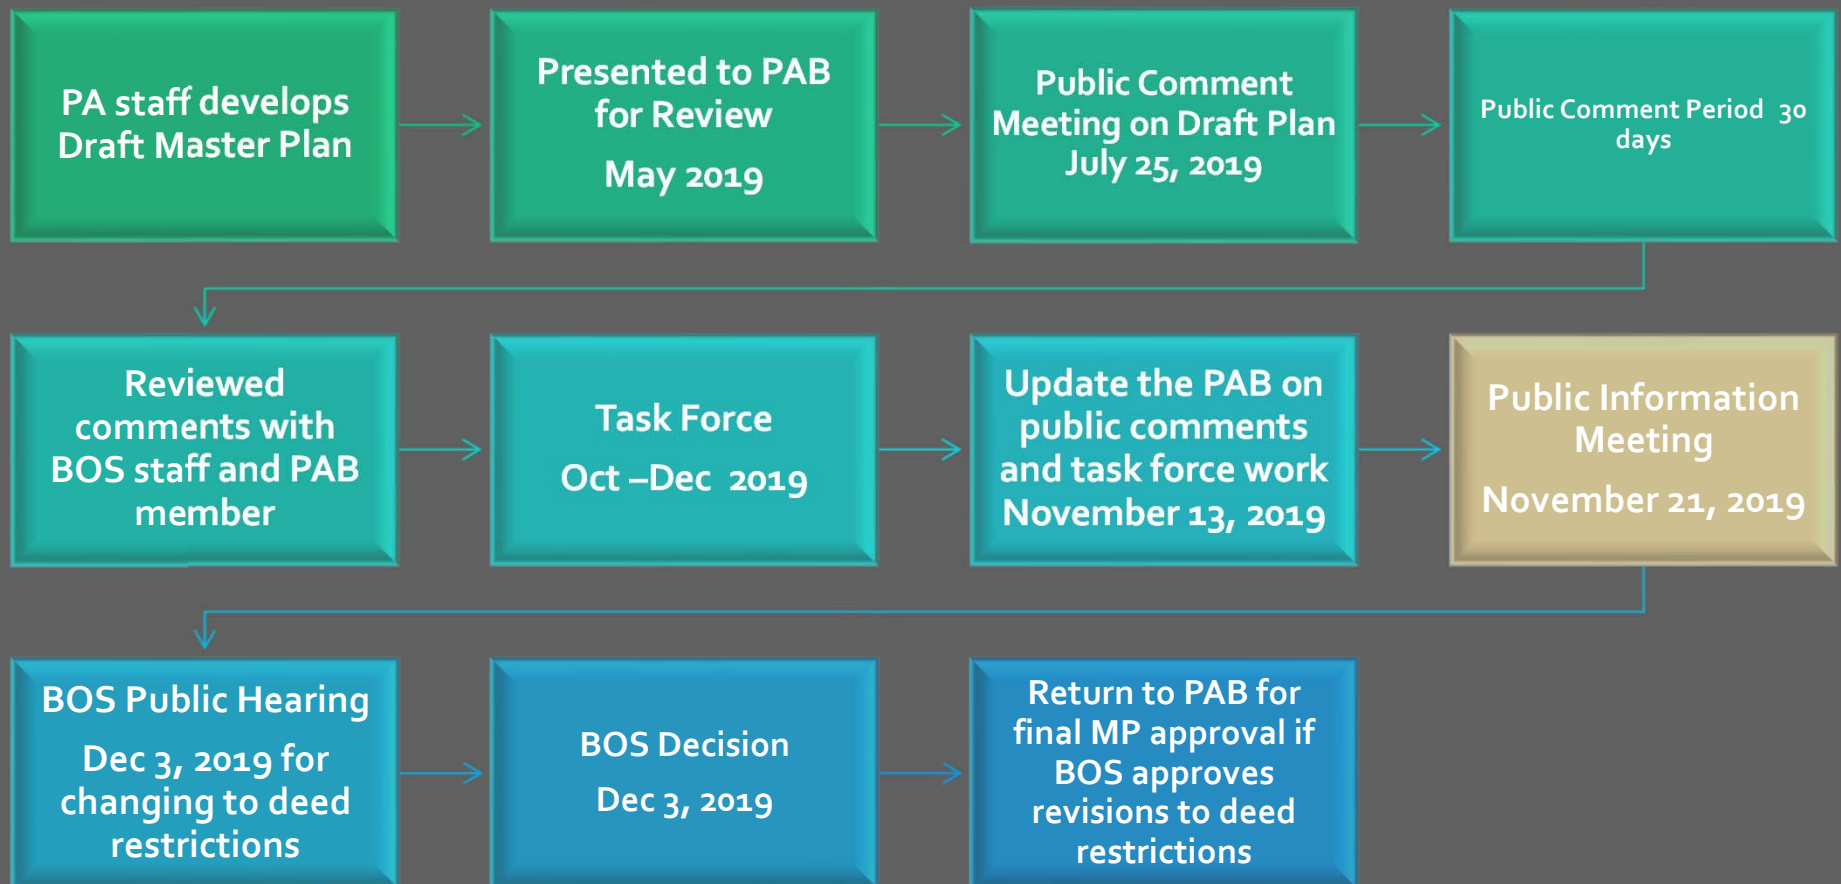 PA staff develops
Draft Master Plan
Presented to PAB
for Review
May 2019
Public Comment
Meeting on Draft Plan
July 25, 2019
Public Comment Period 30
days
Reviewed
comments with
BOS staff and PAB
member
Task Force
Oct –Dec 2019
Update the PAB on
public comments
and task force work
November 13, 2019
Public Information
Meeting
November 21, 2019
BOS Public Hearing
Dec 3, 2019 for
changing to deed
restrictions
BOS Decision
Dec 3, 2019
Return to PAB for
final MP approval if
BOS approves
revisions to deed
restrictions